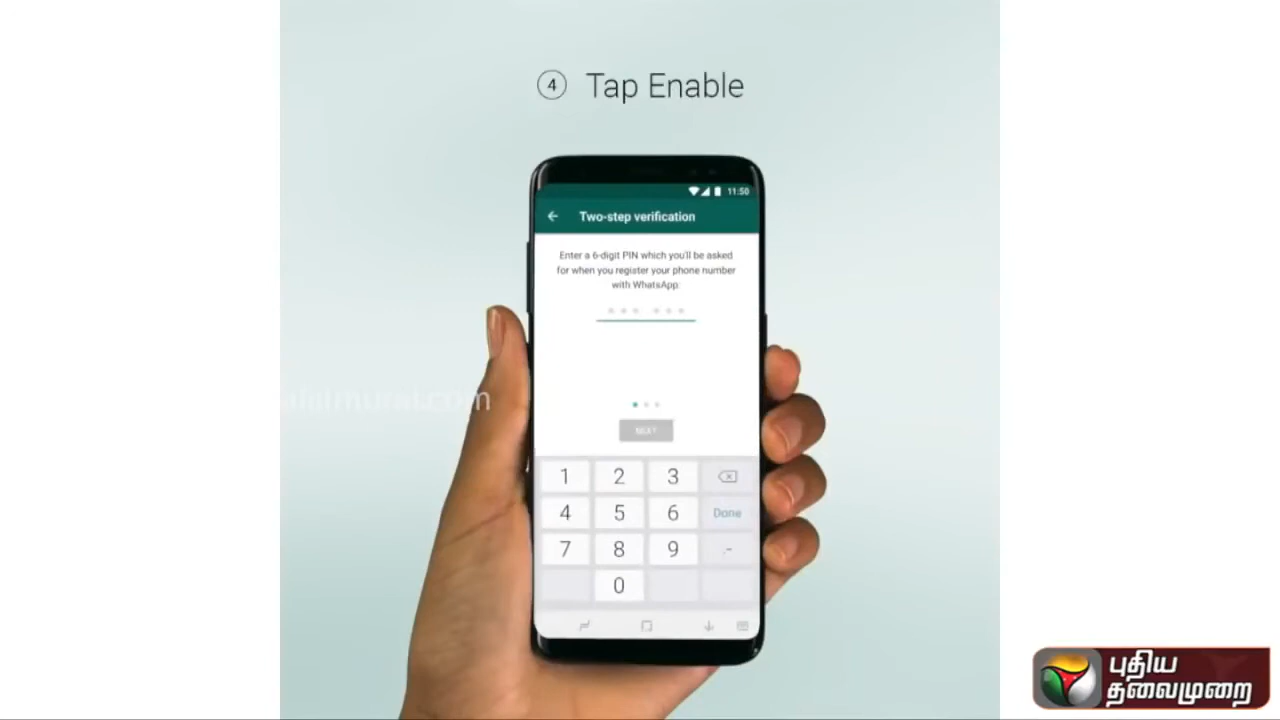 4 Tap Enable
11:50
Two-step verification
Enter a 6-digit PIN which you'll be asked
for when you register your phone number
with WhatsApp:
NEXT
1 2 3
4 5 6 Done
7 8 9 .-
0
புதிய
தலைமுறை